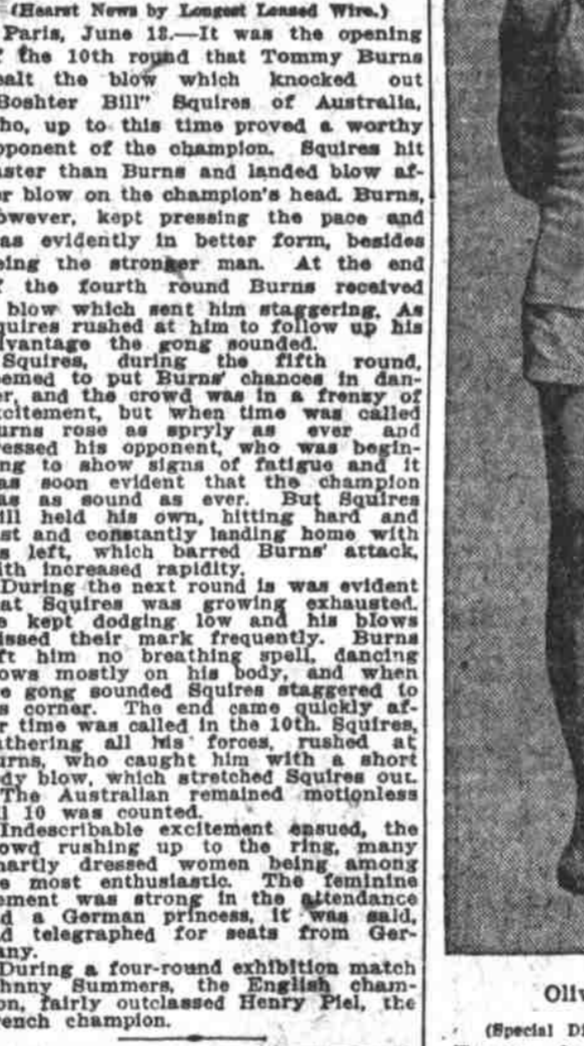 (Hearst News by Longest Leased Wire.)
Paris, June 18.—It was the opening
f the 10th round that Tommy Burns
ealt the blow which knocked out
Boshter Bill" Squires of Australia,
ho, up to this time proved a worthy
pponent of the champion. Squires hit
aster than Burns and landed blow af-
er blow on the champion's head. Burns,
owever, kept pressing the pace and
as evidently in better form, besides
eing the stronger man. At the end
f the fourth round Burns received
blow which sent him staggering. As
quires rushed at him to follow up his
dvantage the gong sounded.
Squires, during the fifth round,
emed to put Burns' chances in dan-
er, and the crowd was in a frenzy of
xcitement, but when time was called
urns rose as spryly as ever and
ressed his opponent, who was begin-
ng to show signs of fatigue and it
as soon evident that the champion
as as sound as ever. But Squires
ill held his own, hitting hard and
st and constantly landing home with
s left, which barred Burns' attack,
ith increased rapidity.
During the next round is was evident
at Squires was growing exhausted.
e kept dodging low and his blows
issed their mark frequently. Burns
ft him no breathing spell, dancing
ows mostly on his body, and when
e gong sounded Squires staggered to
s corner. The end came quickly af-
r time was called in the 10th. Squires,
athering all his forces, rushed at
urns, who caught him with a short
dy blow, which stretched Squires out.
The Australian remained motionless
l 10 was counted.
Indescribable excitement ensued, the
owd rushing up to the ring, many
martly dressed women being among
e most enthusiastic. The feminine
ement was strong in the attendance
d a German princess, it was said,
d telegraphed for seats from Ger-
any.
During a four-round exhibition match
hnny Summers, the English cham-
on, fairly outclassed Henry Piel, the
rench champion.
Oliv
(Special Di